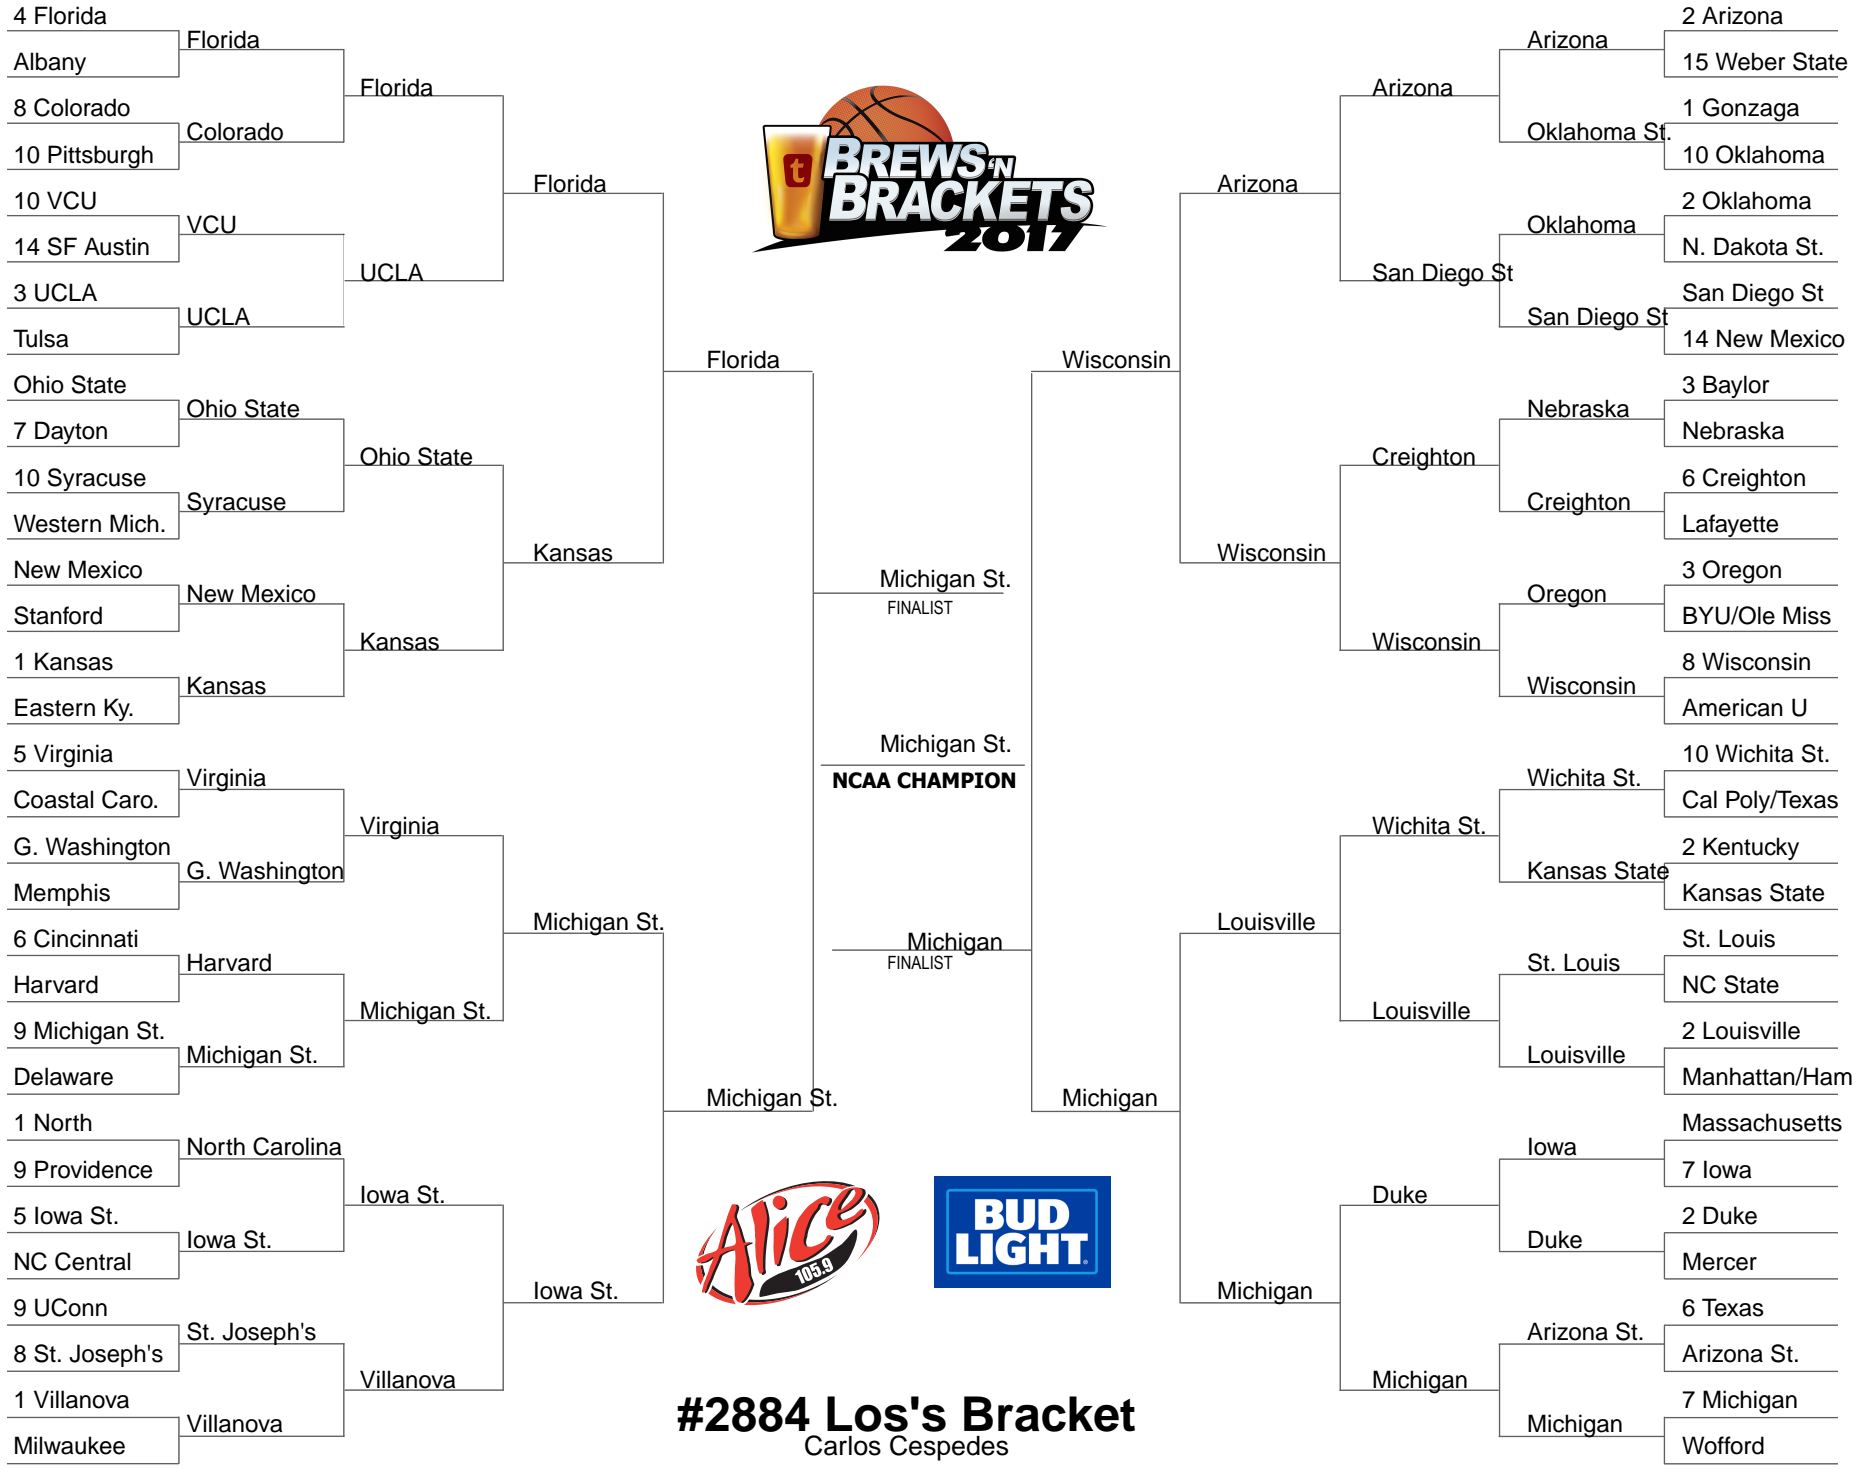 4 Florida
Albany
8 Colorado
10 Pittsburgh
10 VCU
14 SF Austin
3 UCLA
Tulsa
Ohio State
7 Dayton
10 Syracuse
Western Mich.
New Mexico
Stanford
1 Kansas
Eastern Ky.
5 Virginia
Coastal Caro.
G. Washington
Memphis
6 Cincinnati
Harvard
9 Michigan St.
Delaware
1 North
9 Providence
5 Iowa St.
NC Central
9 UConn
8 St. Joseph's
1 Villanova
Milwaukee
Florida
Colorado
VCU
UCLA
Ohio State
Syracuse
New Mexico
Kansas
Virginia
G. Washington
Harvard
Michigan St.
North Carolina
Iowa St.
St. Joseph's
Villanova
Florida
UCLA
Ohio State
Kansas
Virginia
Michigan St.
Iowa St.
Villanova
Florida
Kansas
Michigan St.
Iowa St.
Florida
Michigan St.
t
BREWS 'N
BRACKETS
2017
Michigan St.
FINALIST
Michigan St.
NCAA CHAMPION
Michigan
FINALIST
Alice
105.9
BUD
LIGHT
#2884 Los's Bracket
Carlos Cespedes
Wisconsin
Michigan
Arizona
Wisconsin
Louisville
Michigan
Arizona
San Diego St
Creighton
Wisconsin
Wichita St.
Louisville
Duke
Michigan
Arizona
Oklahoma St.
Oklahoma
San Diego St
Nebraska
Creighton
Oregon
Wisconsin
Wichita St.
Kansas State
St. Louis
Louisville
Iowa
Duke
Arizona St.
Michigan
2 Arizona
15 Weber State
1 Gonzaga
10 Oklahoma
2 Oklahoma
N. Dakota St.
San Diego St
14 New Mexico
3 Baylor
Nebraska
6 Creighton
Lafayette
3 Oregon
BYU/Ole Miss
8 Wisconsin
American U
10 Wichita St.
Cal Poly/Texas
2 Kentucky
Kansas State
St. Louis
NC State
2 Louisville
Manhattan/Ham
Massachusetts
7 Iowa
2 Duke
Mercer
6 Texas
Arizona St.
7 Michigan
Wofford